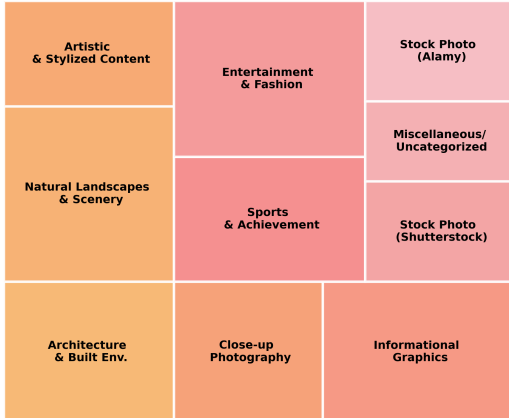 Artistic
& Stylized Content
Entertainment
& Fashion
Stock Photo
(Alamy)
Miscellaneous/
Uncategorized
Natural Landscapes
& Scenery
Sports
& Achievement
Stock Photo
(Shutterstock)
Architecture
& Built Env.
Close-up
Photography
Informational
Graphics